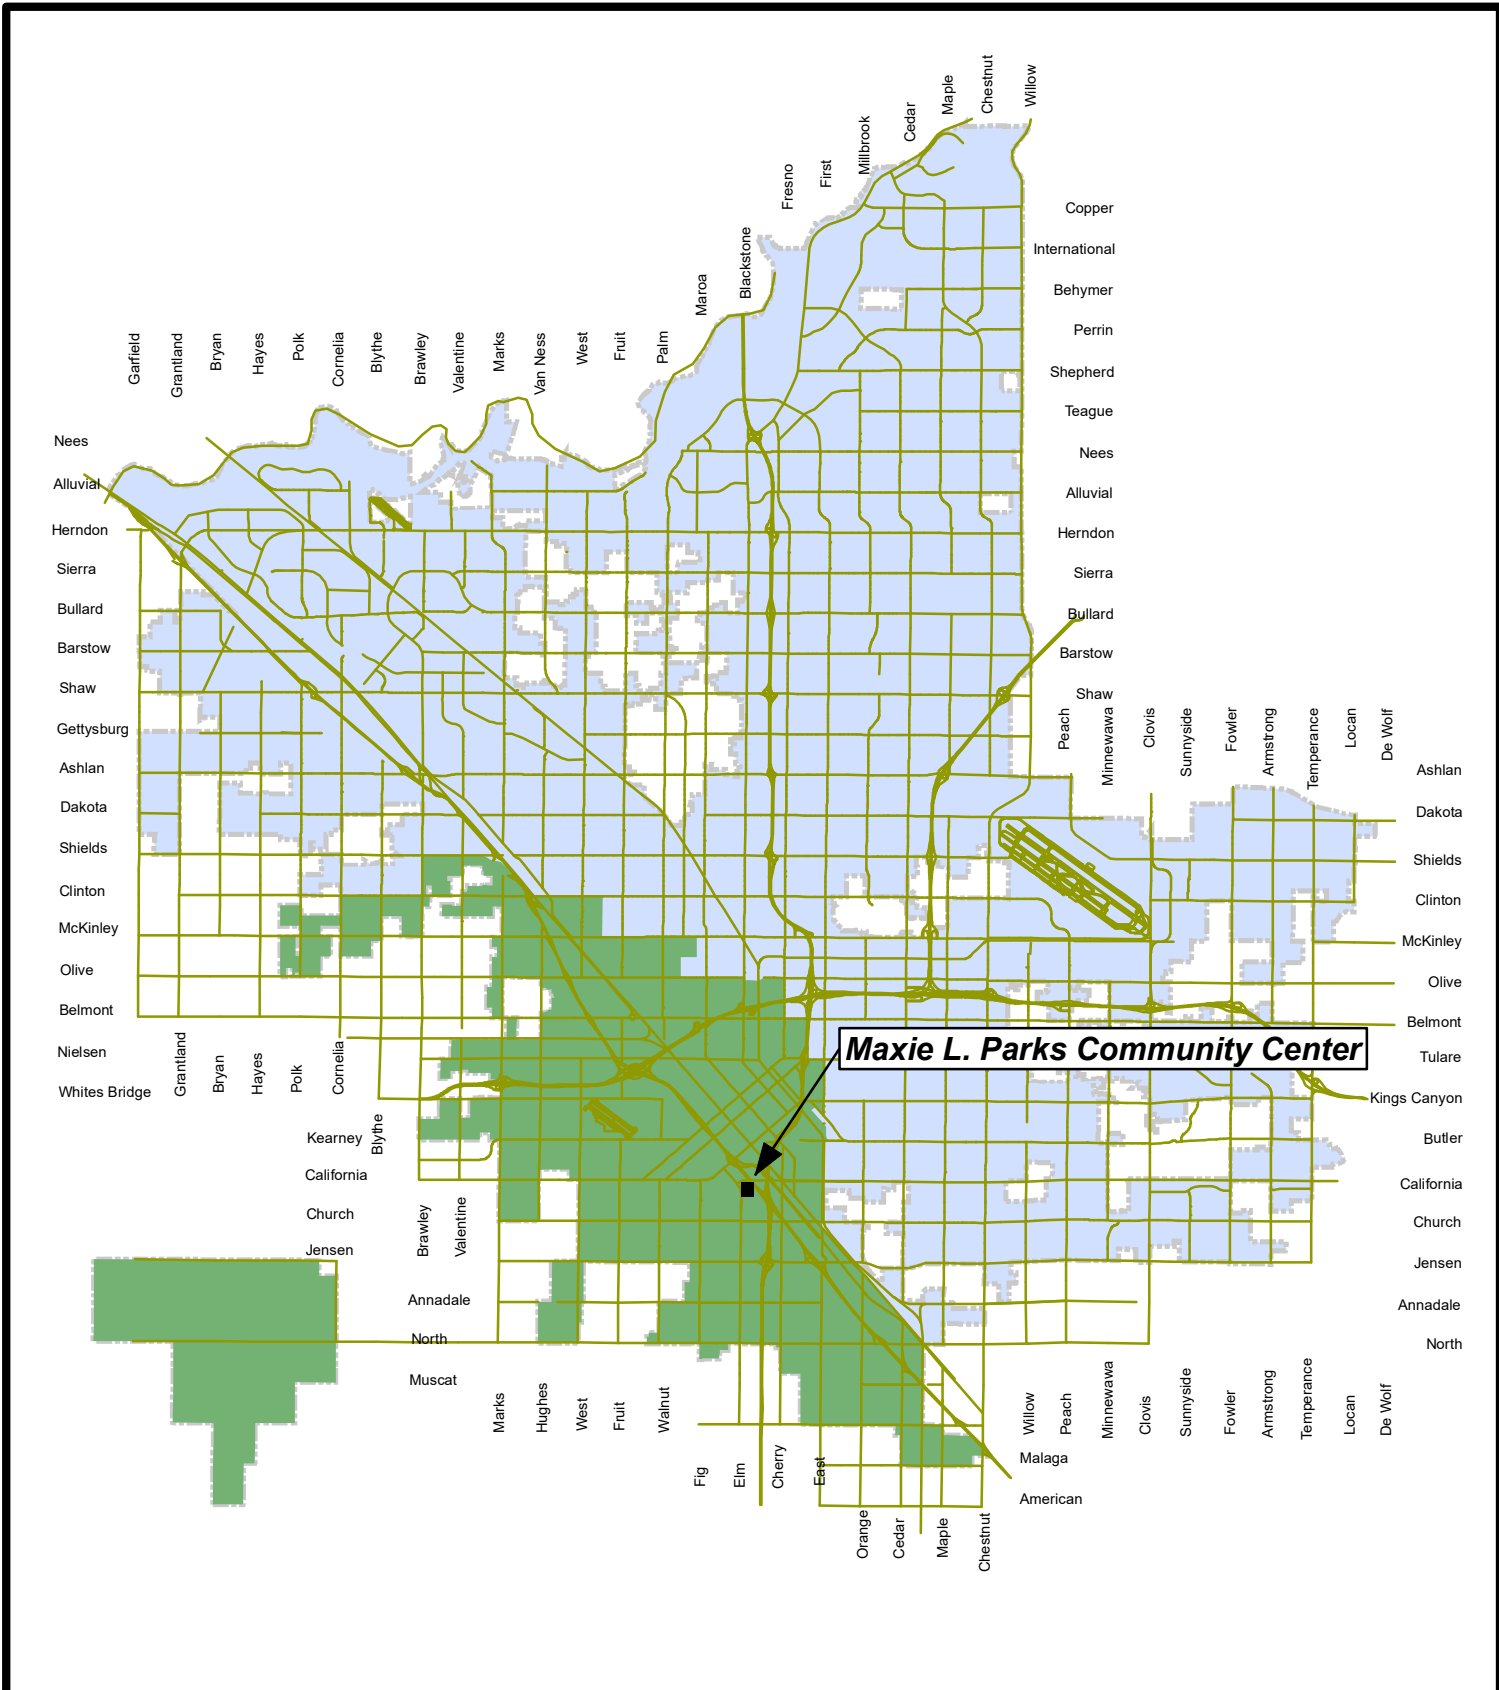 Willow
Chestnut
Maple
Cedar
Millbrook
First
Fresno
Blackstone
Maroa
Copper
International
Behymer
Perrin
Shepherd
Teague
Nees
Alluvial
Herndon
Sierra
Bullard
Barstow
Shaw
Garfield
Grantland
Bryan
Hayes
Polk
Cornelia
Blythe
Brawley
Valentine
Marks
Van Ness
West
Fruit
Palm
Nees
Alluvial
Herndon
Sierra
Bullard
Barstow
Shaw
Gettysburg
Ashlan
Dakota
Shields
Clinton
McKinley
Olive
Belmont
Nielsen
Whites Bridge
Peach
Minnewawa
Clovis
Sunnyside
Fowler
Armstrong
Temperance
Locan
De Wolf
Ashlan
Dakota
Shields
Clinton
McKinley
Olive
Belmont
Tulare
Kings Canyon
Butler
California
Church
Jensen
Annadale
North
Maxie L. Parks Community Center
Grantland
Bryan
Hayes
Polk
Cornelia
Blythe
Kearney
California
Church
Jensen
Brawley
Valentine
Annadale
North
Muscat
Marks
Hughes
West
Fruit
Walnut
Fig
Elm
Cherry
East
Orange
Cedar
Maple
Chestnut
Malaga
American
Willow
Peach
Minnewawa
Clovis
Sunnyside
Fowler
Armstrong
Temperance
Locan
De Wolf